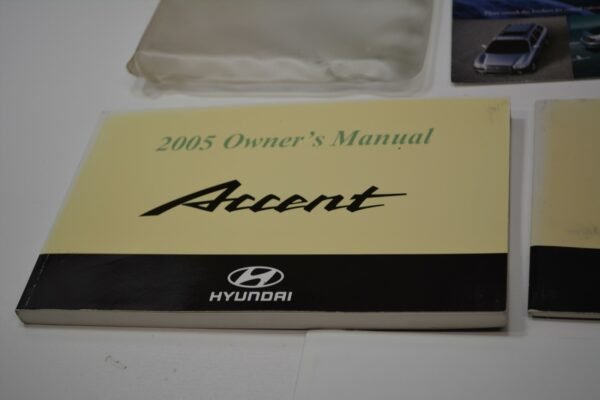 2005 Owner's Manual
Accent
HYUNDAI